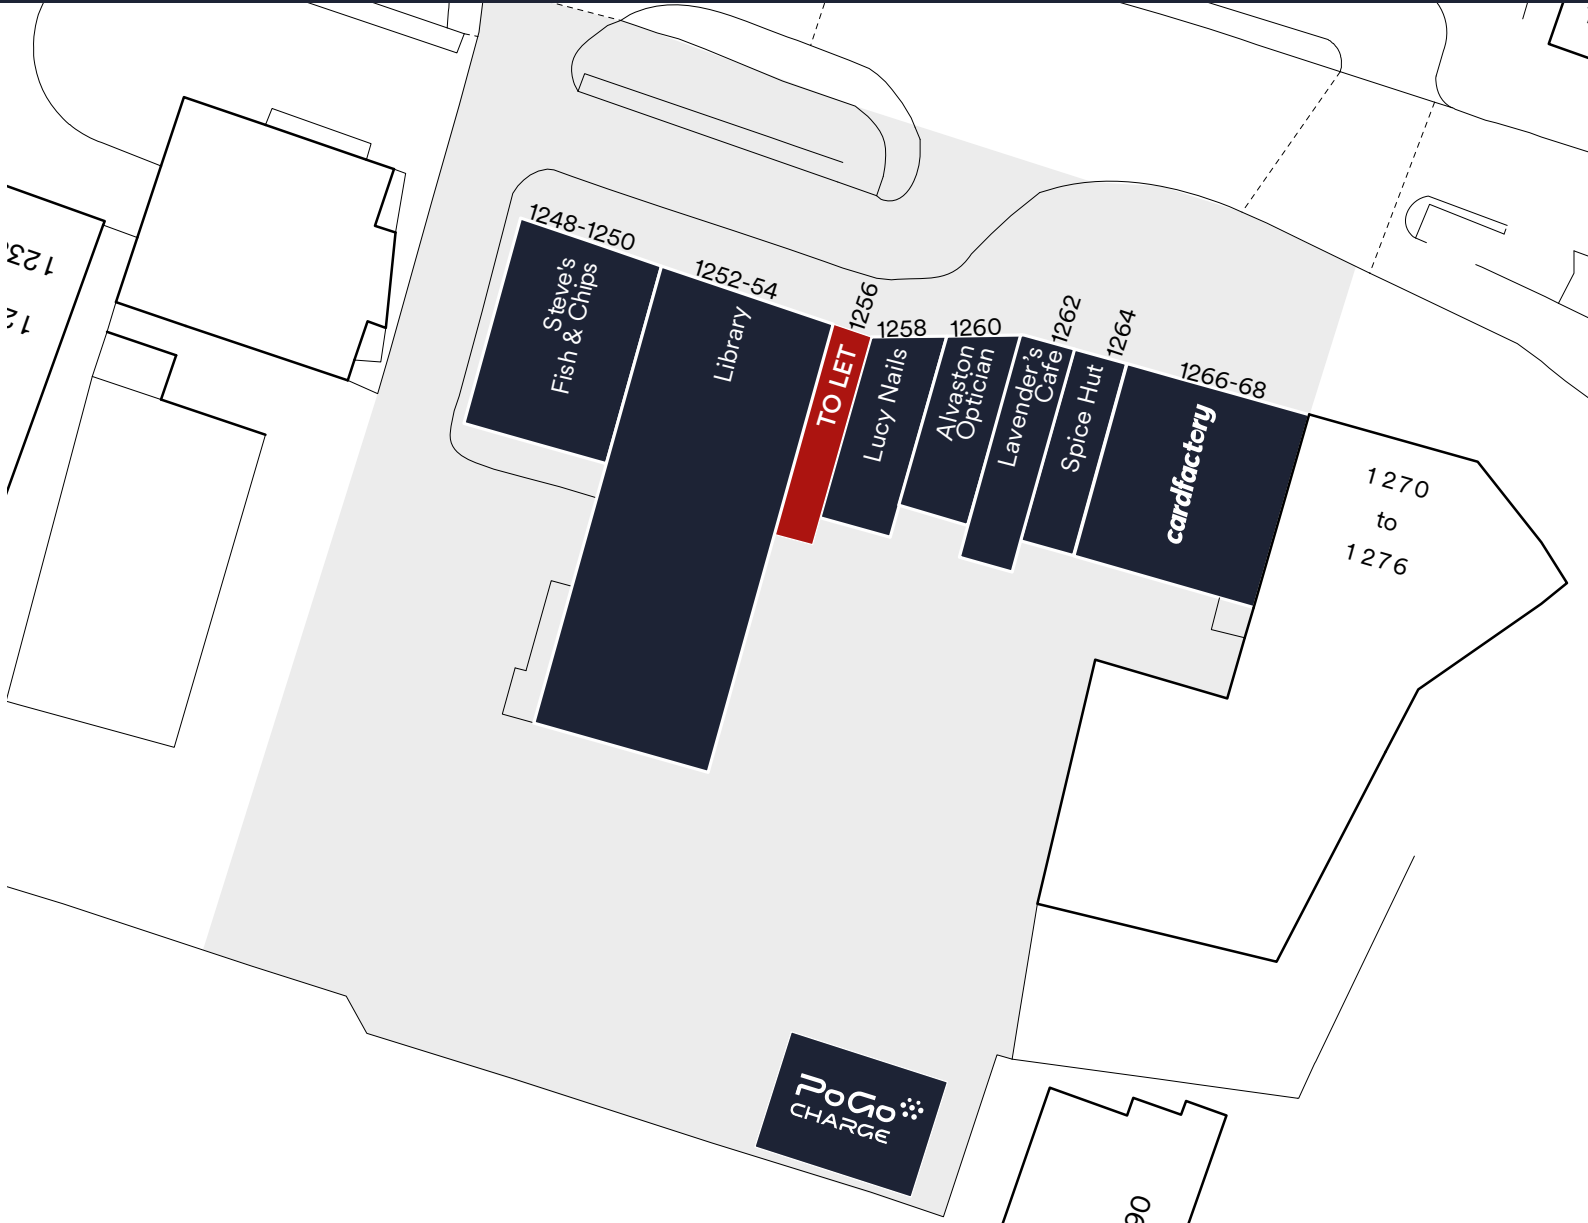 1248-1250
Steve's
Fish & Chips
1252-54
Library
1256
TO LET
1258
Lucy Nails
1260
Alvaston
Optician
1262
Lavender's
Cafe
1264
Spice Hut
1266-68
cardfactory
1270
to
1276
PoGo
CHARGE